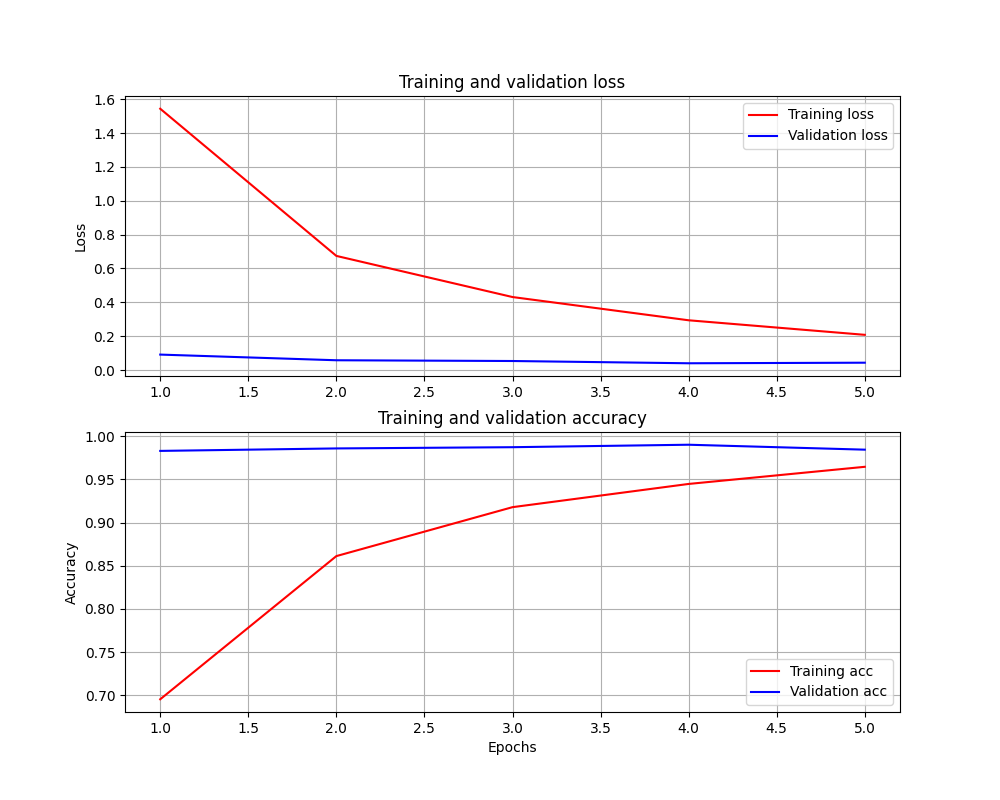 Training and validation loss
Loss
1.6
1.4
1.2
1.0
0.8
0.6
0.4
0.2
0.0
Training loss
Validation loss
1.0 1.5 2.0 2.5 3.0 3.5 4.0 4.5 5.0
Training and validation accuracy
Accuracy
1.00
0.95
0.90
0.85
0.80
0.75
0.70
Training acc
Validation acc
1.0 1.5 2.0 2.5 3.0 3.5 4.0 4.5 5.0
Epochs